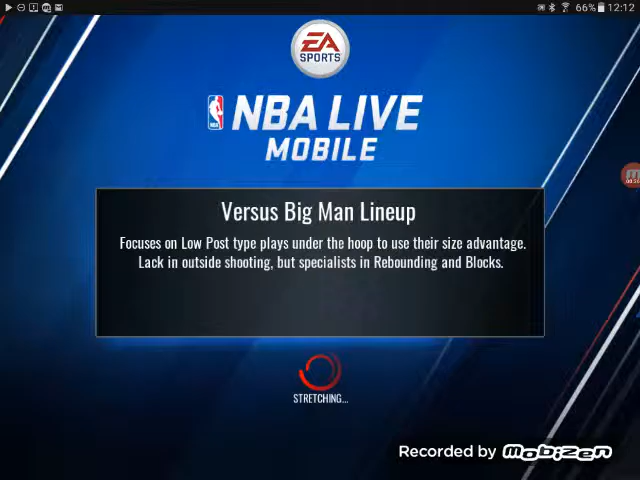 66% 12:12
EA
SPORTS
NBA LIVE
MOBILE
Versus Big Man Lineup
Focuses on Low Post type plays under the hoop to use their size advantage.
Lack in outside shooting, but specialists in Rebounding and Blocks.
STRETCHING...
Recorded by Mobizen